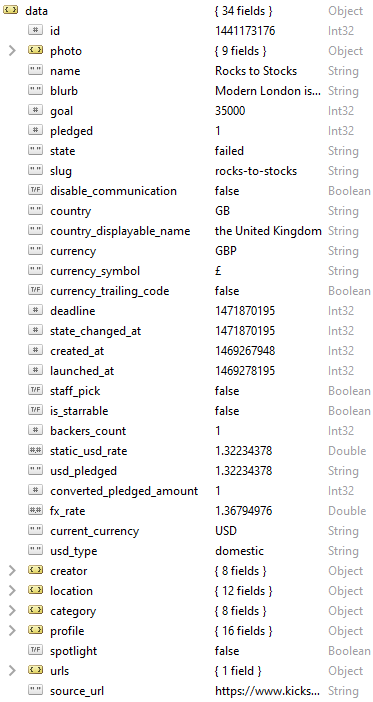 data { 34 fields } Object
# id 1441173176 Int32
photo { 9 fields } Object
" " name Rocks to Stocks String
" " blurb Modern London is... String
# goal 35000 Int32
# pledged 1 Int32
" " state failed String
" " slug rocks-to-stocks String
T/F disable_communication false Boolean
" " country GB String
" " country_displayable_name the United Kingdom String
" " currency GBP String
" " currency_symbol £ String
T/F currency_trailing_code false Boolean
# deadline 1471870195 Int32
# state_changed_at 1471870195 Int32
# created_at 1469267948 Int32
# launched_at 1469278195 Int32
T/F staff_pick false Boolean
T/F is_starrable false Boolean
# backers_count 1 Int32
#.# static_usd_rate 1.32234378 Double
" " usd_pledged 1.32234378 String
# converted_pledged_amount 1 Int32
#.# fx_rate 1.36794976 Double
" " current_currency USD String
" " usd_type domestic String
creator { 8 fields } Object
location { 12 fields } Object
category { 8 fields } Object
profile { 16 fields } Object
T/F spotlight false Boolean
urls { 1 field } Object
" " source_url https://www.kicks... String